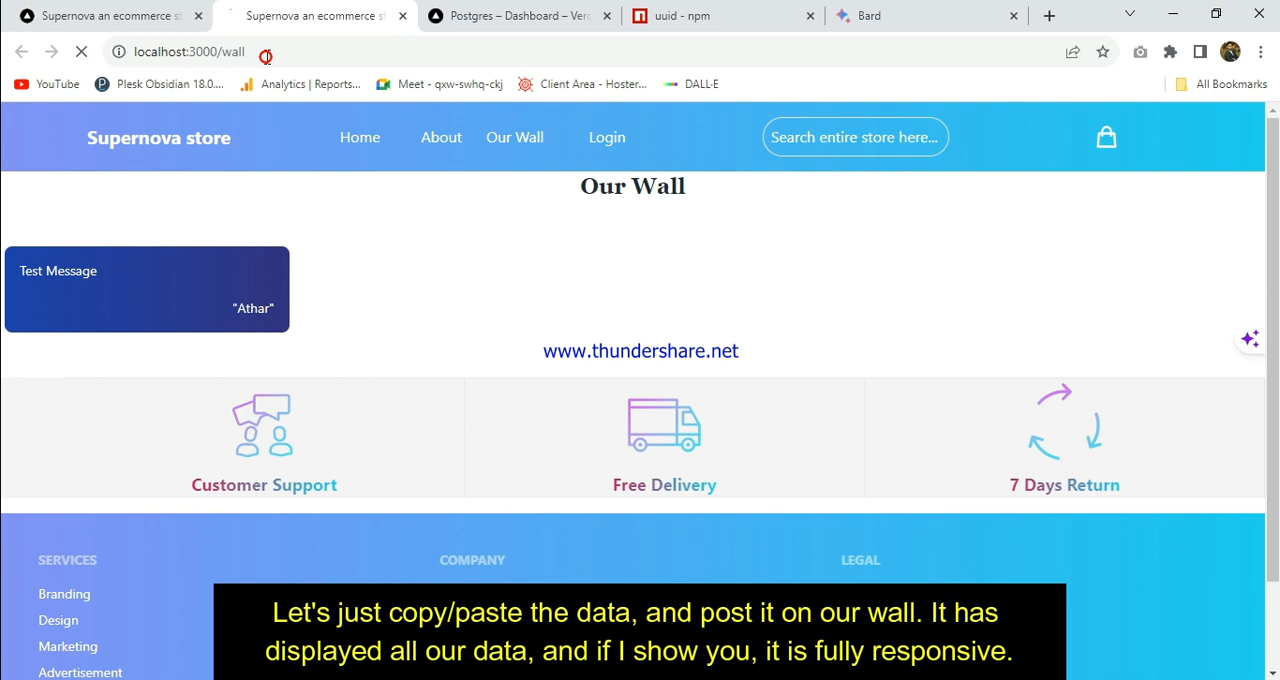 Supernova an ecommerce st
Supernova an ecommerce st
Postgres – Dashboard – Verc
uuid - npm
Bard
localhost:3000/wall
YouTube
Plesk Obsidian 18.0....
Analytics | Reports...
Meet - qxw-swhq-ckj
Client Area - Hoster...
DALL·E
All Bookmarks
Supernova store
Home
About
Our Wall
Login
Search entire store here...
Our Wall
Test Message
"Athar"
www.thundershare.net
Customer Support
Free Delivery
7 Days Return
SERVICES
COMPANY
LEGAL
Branding
Design
Marketing
Advertisement
Let's just copy/paste the data, and post it on our wall. It has
displayed all our data, and if I show you, it is fully responsive.